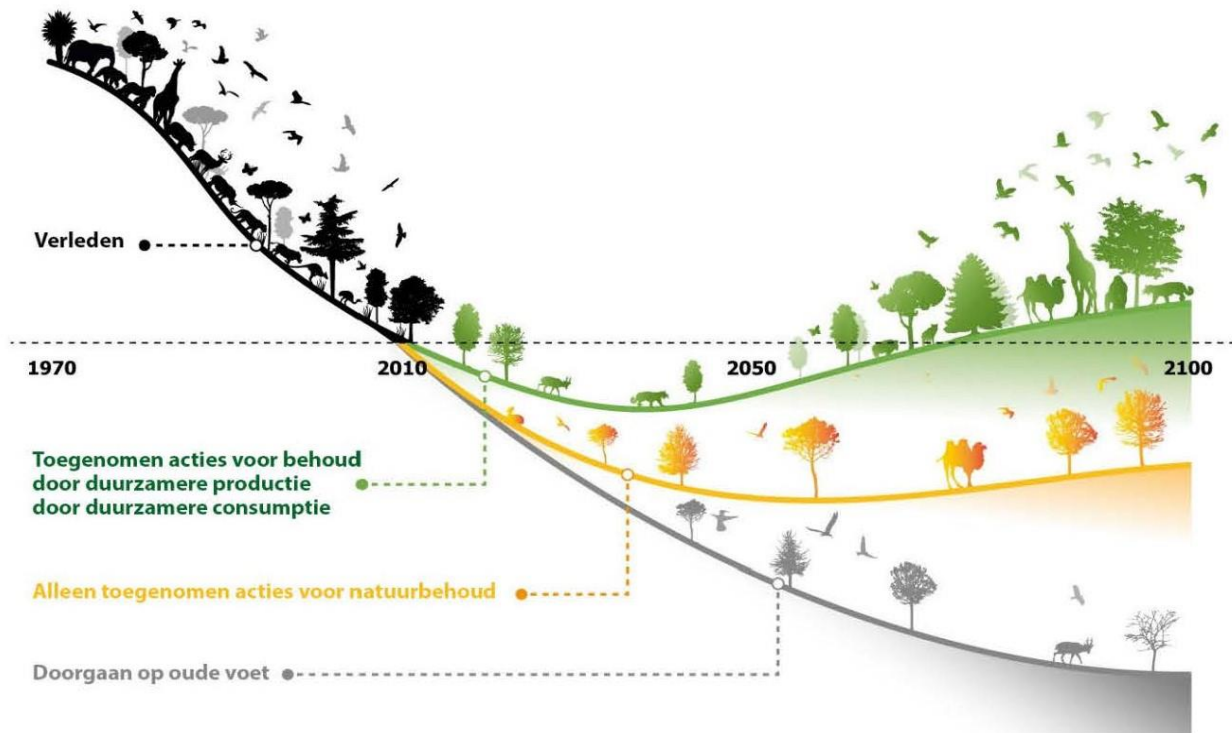 Verleden
1970 2010 2050 2100
Toegenomen acties voor behoud
door duurzamere productie
door duurzamere consumptie
Alleen toegenomen acties voor natuurbehoud
Doorgaan op oude voet